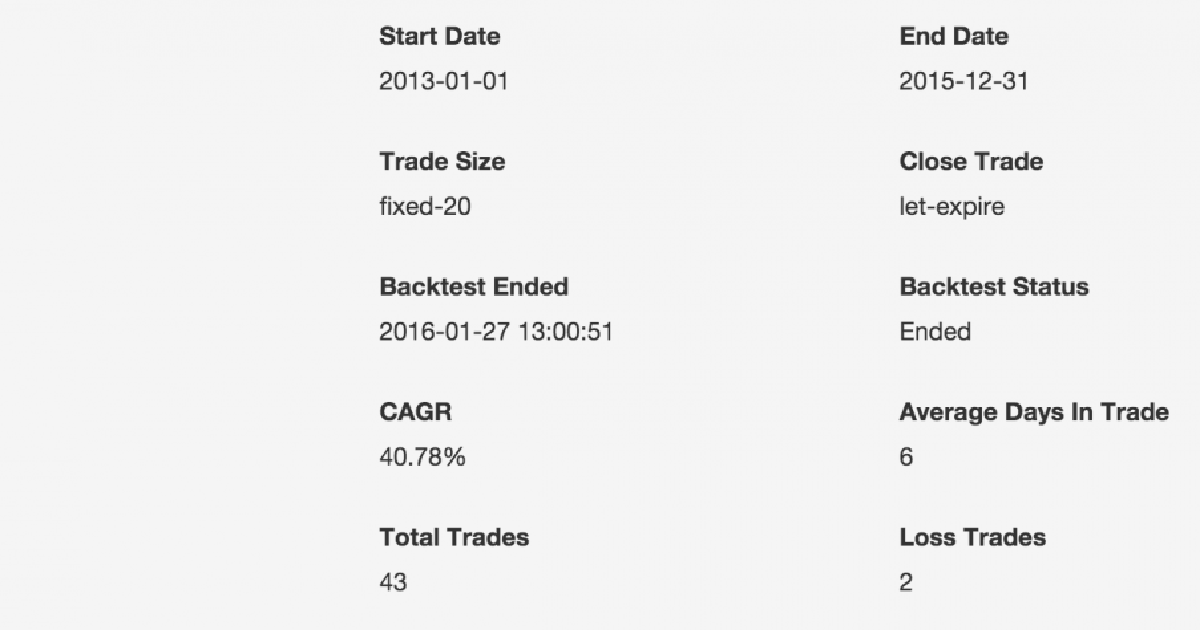 Start Date
End Date
2013-01-01
2015-12-31
Trade Size
Close Trade
fixed-20
let-expire
Backtest Ended
Backtest Status
2016-01-27 13:00:51
Ended
CAGR
Average Days In Trade
40.78%
6
Total Trades
Loss Trades
43
2